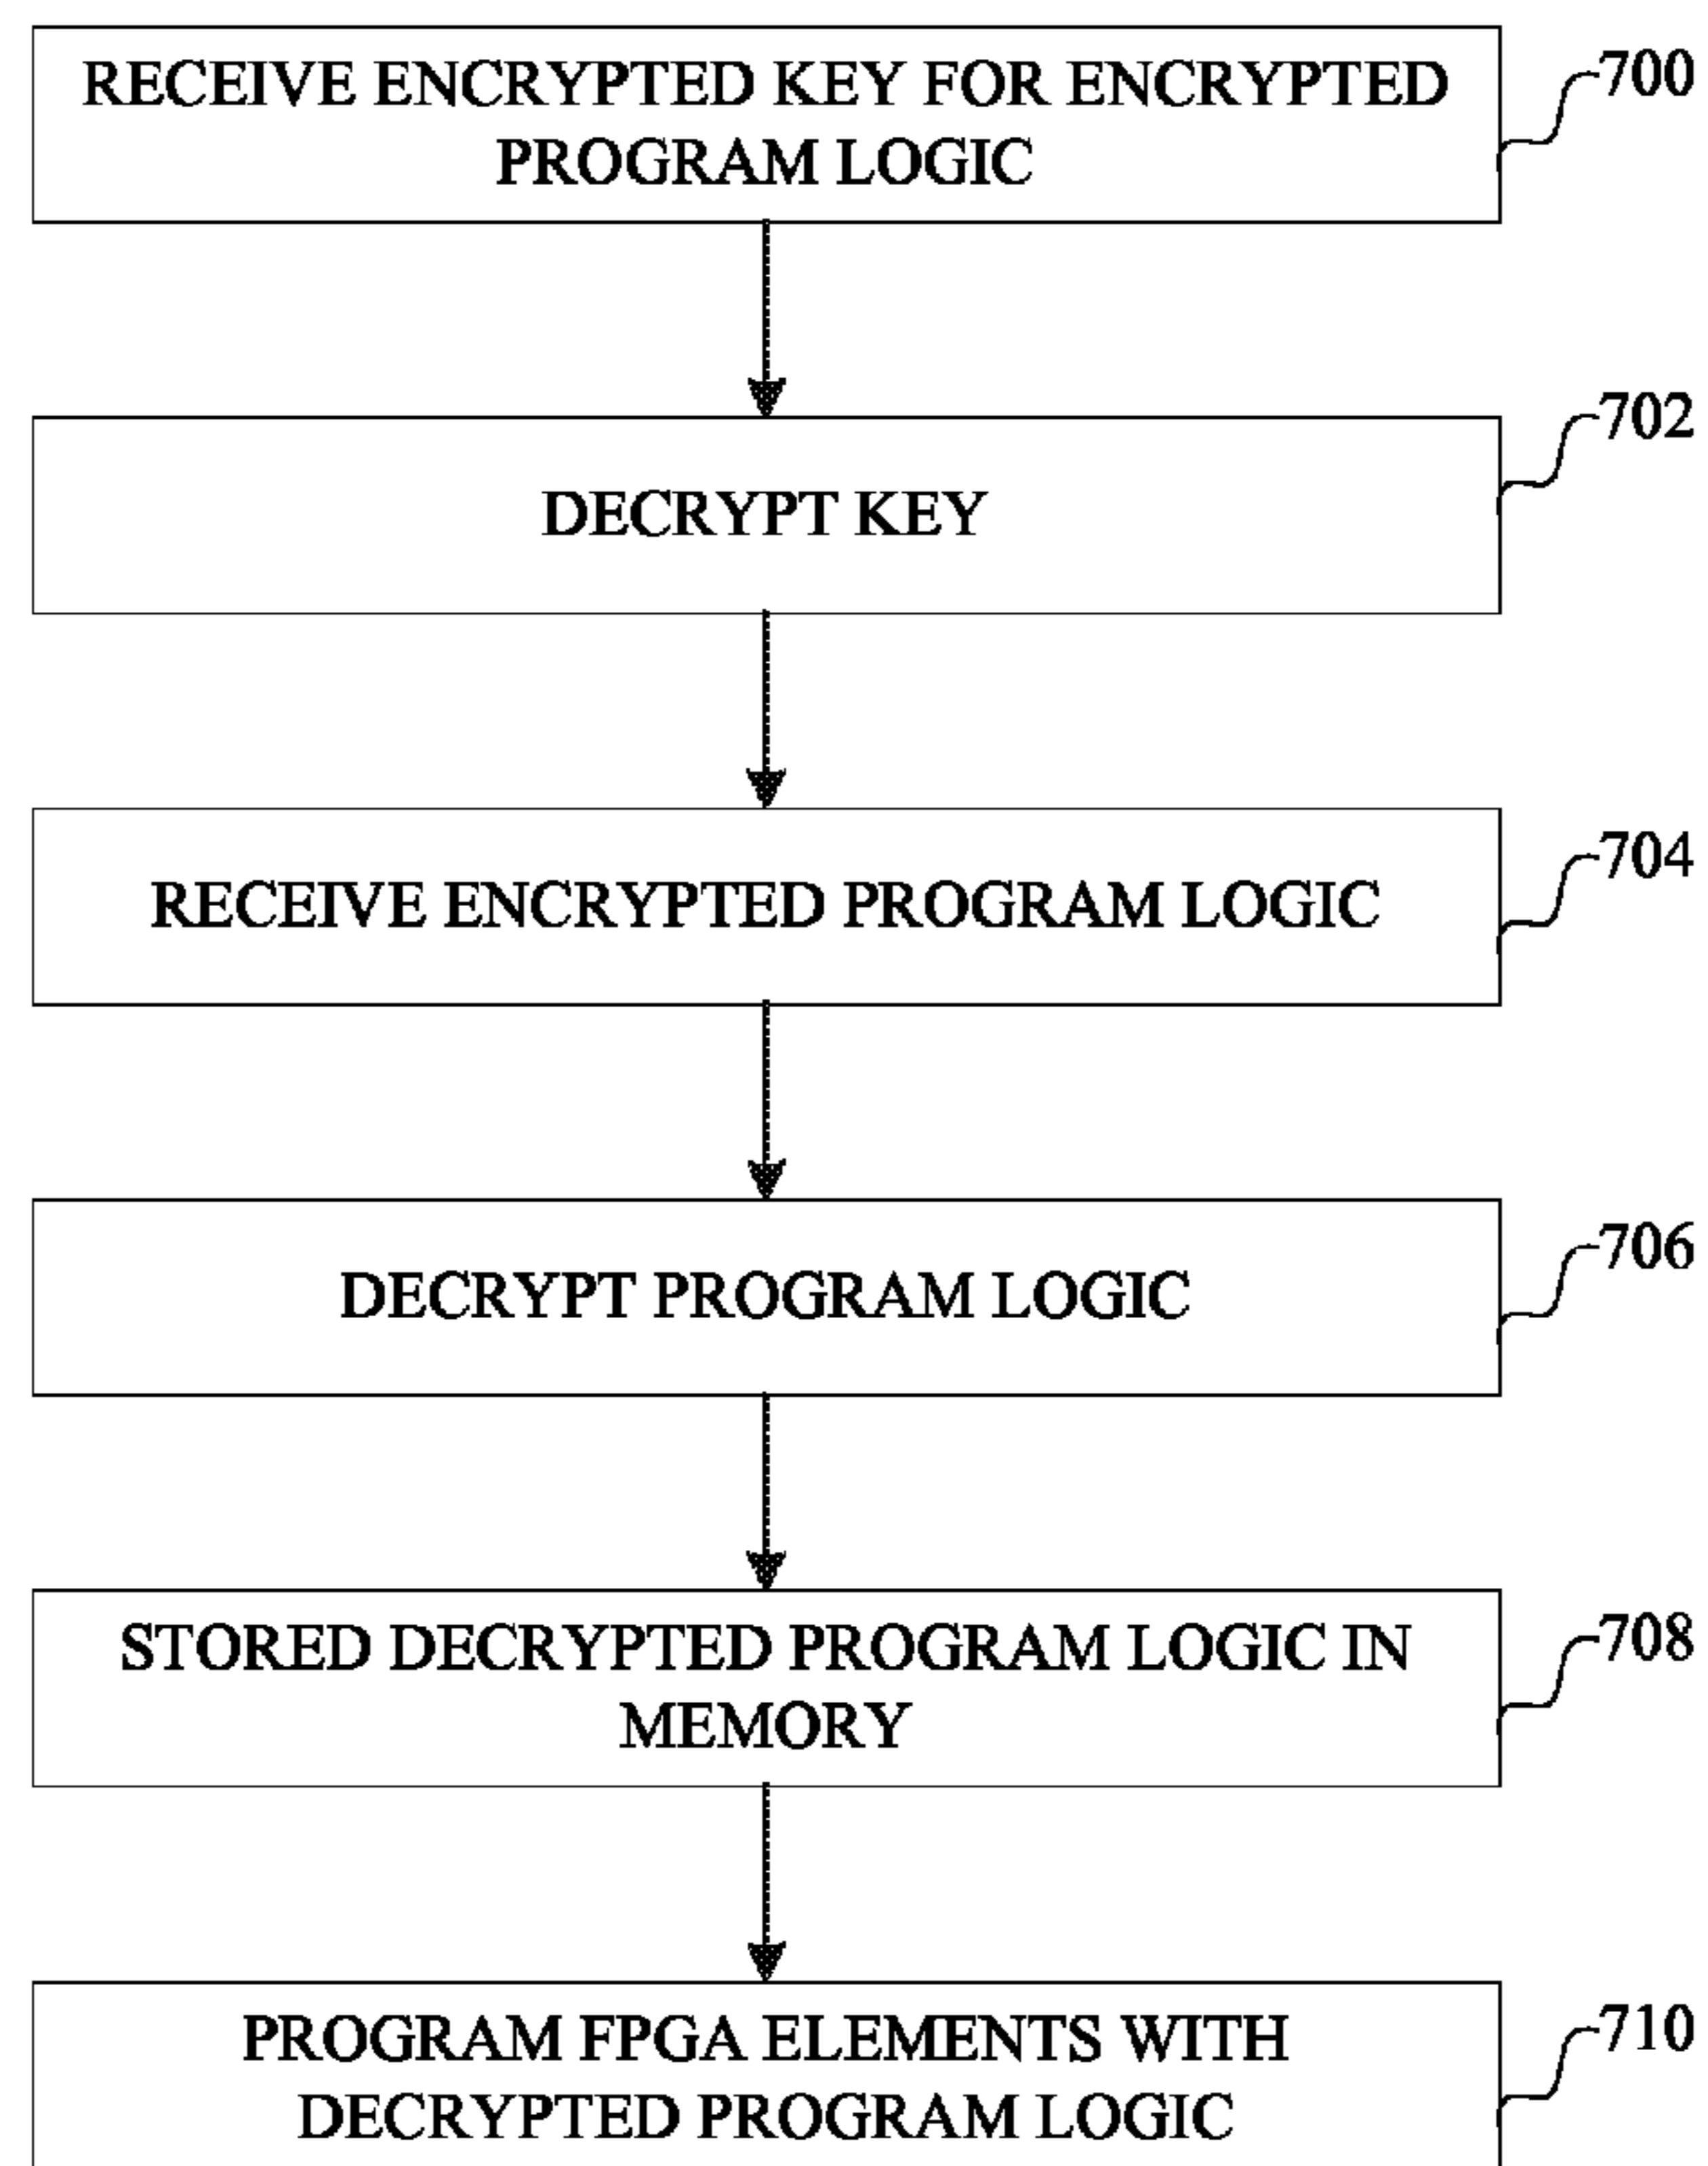 RECEIVE ENCRYPTED KEY FOR ENCRYPTED
PROGRAM LOGIC
700
DECRYPT KEY
702
RECEIVE ENCRYPTED PROGRAM LOGIC
704
DECRYPT PROGRAM LOGIC
706
STORED DECRYPTED PROGRAM LOGIC IN
MEMORY
708
PROGRAM FPGA ELEMENTS WITH
DECRYPTED PROGRAM LOGIC
710